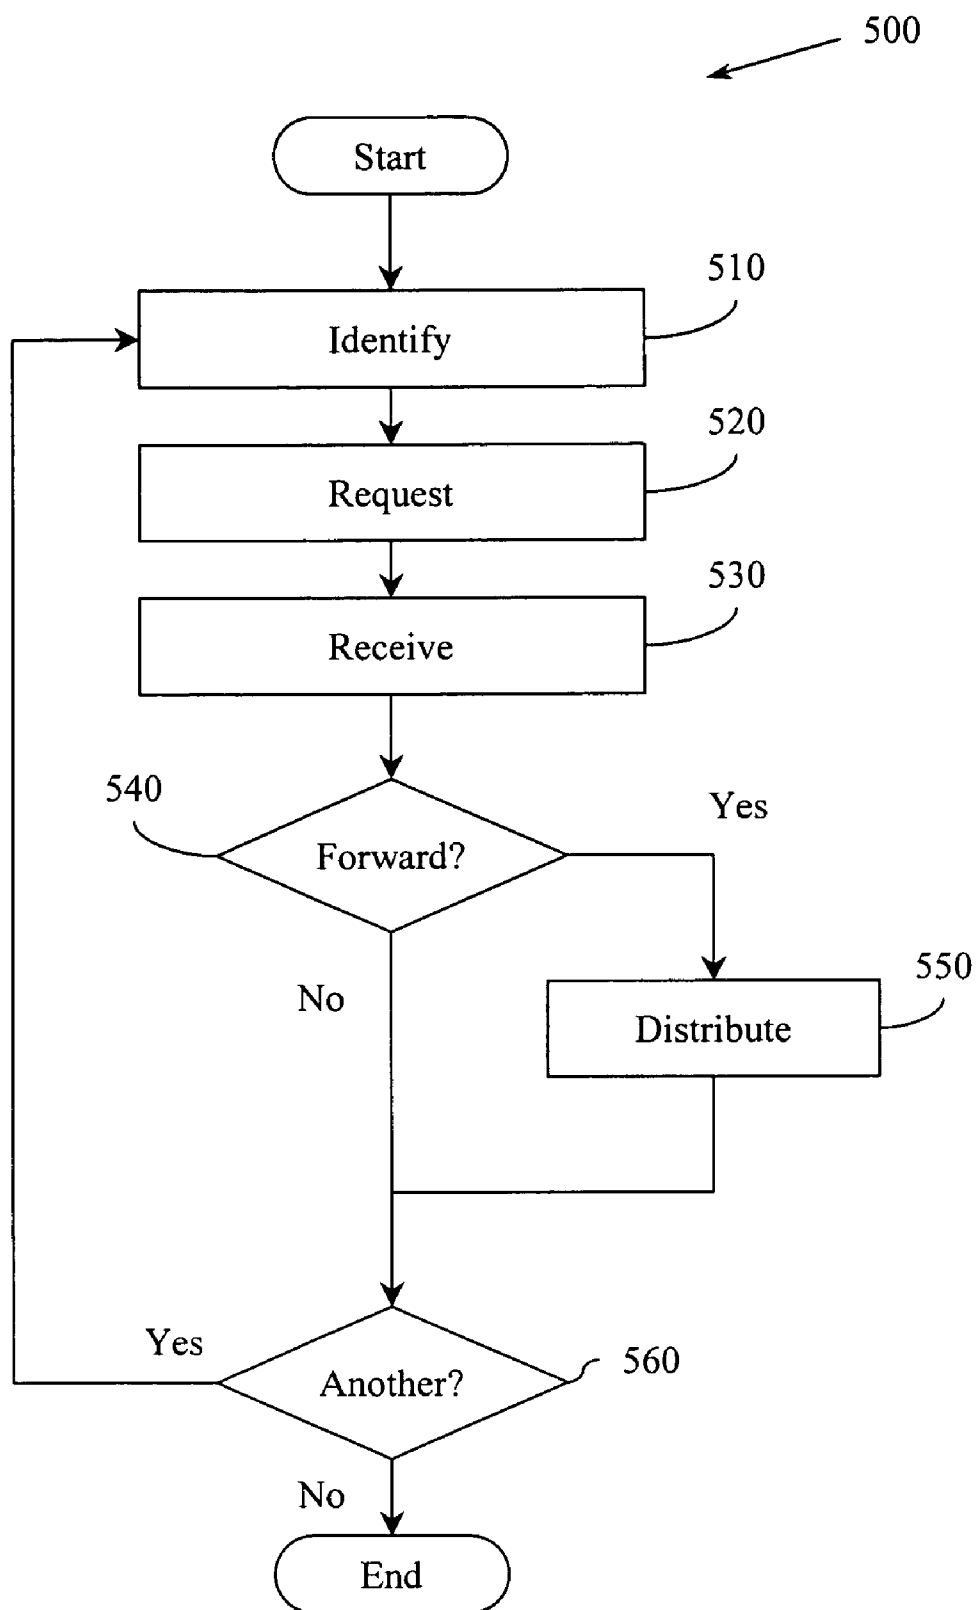 500
Start
510
Identify
520
Request
530
Receive
540
Forward?
Yes
No
550
Distribute
Yes
Another?
560
No
End